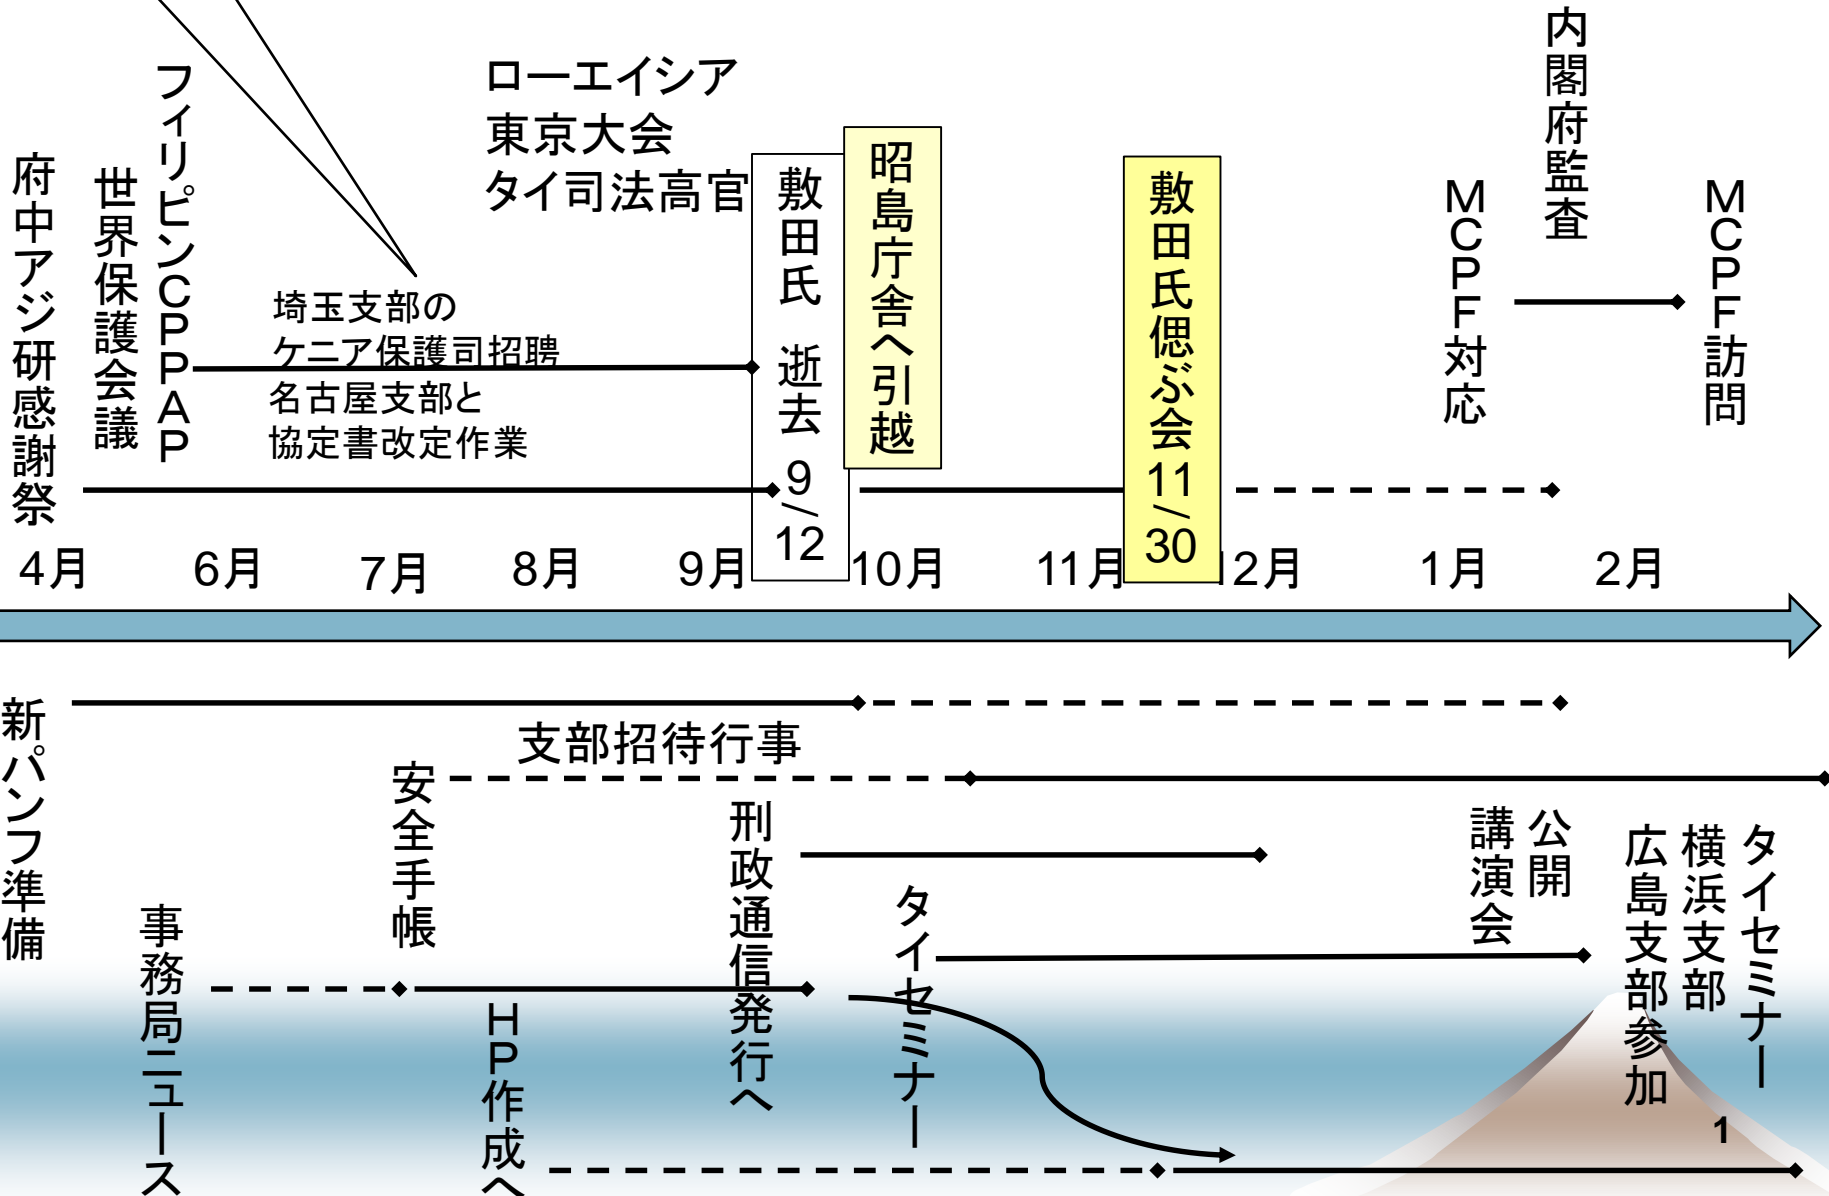 府中アジ研感謝祭
世界保護会議
フィリピンCPPAP
ローエイシア
東京大会
タイ司法高官
埼玉支部の
ケニア保護司招聘
名古屋支部と
協定書改定作業
敷田氏 逝去 9/12
昭島庁舎へ引越
敷田氏偲ぶ会 11/30
MCPF対応
内閣府監査
MCPF訪問
4月
6月
7月
8月
9月
10月
11月
12月
1月
2月
新パンフ準備
事務局ニュース
安全手帳
支部招待行事
HP作成へ
刑政通信発行へ
タイセミナー
公開
講演会
タイセミナー
横浜支部
広島支部参加
1